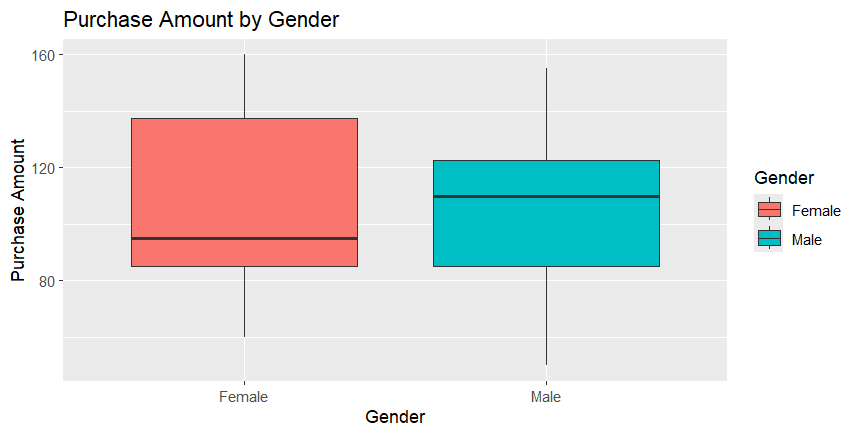 Purchase Amount by Gender
160
120
80
Purchase Amount
Female
Male
Gender
Gender
Female
Male